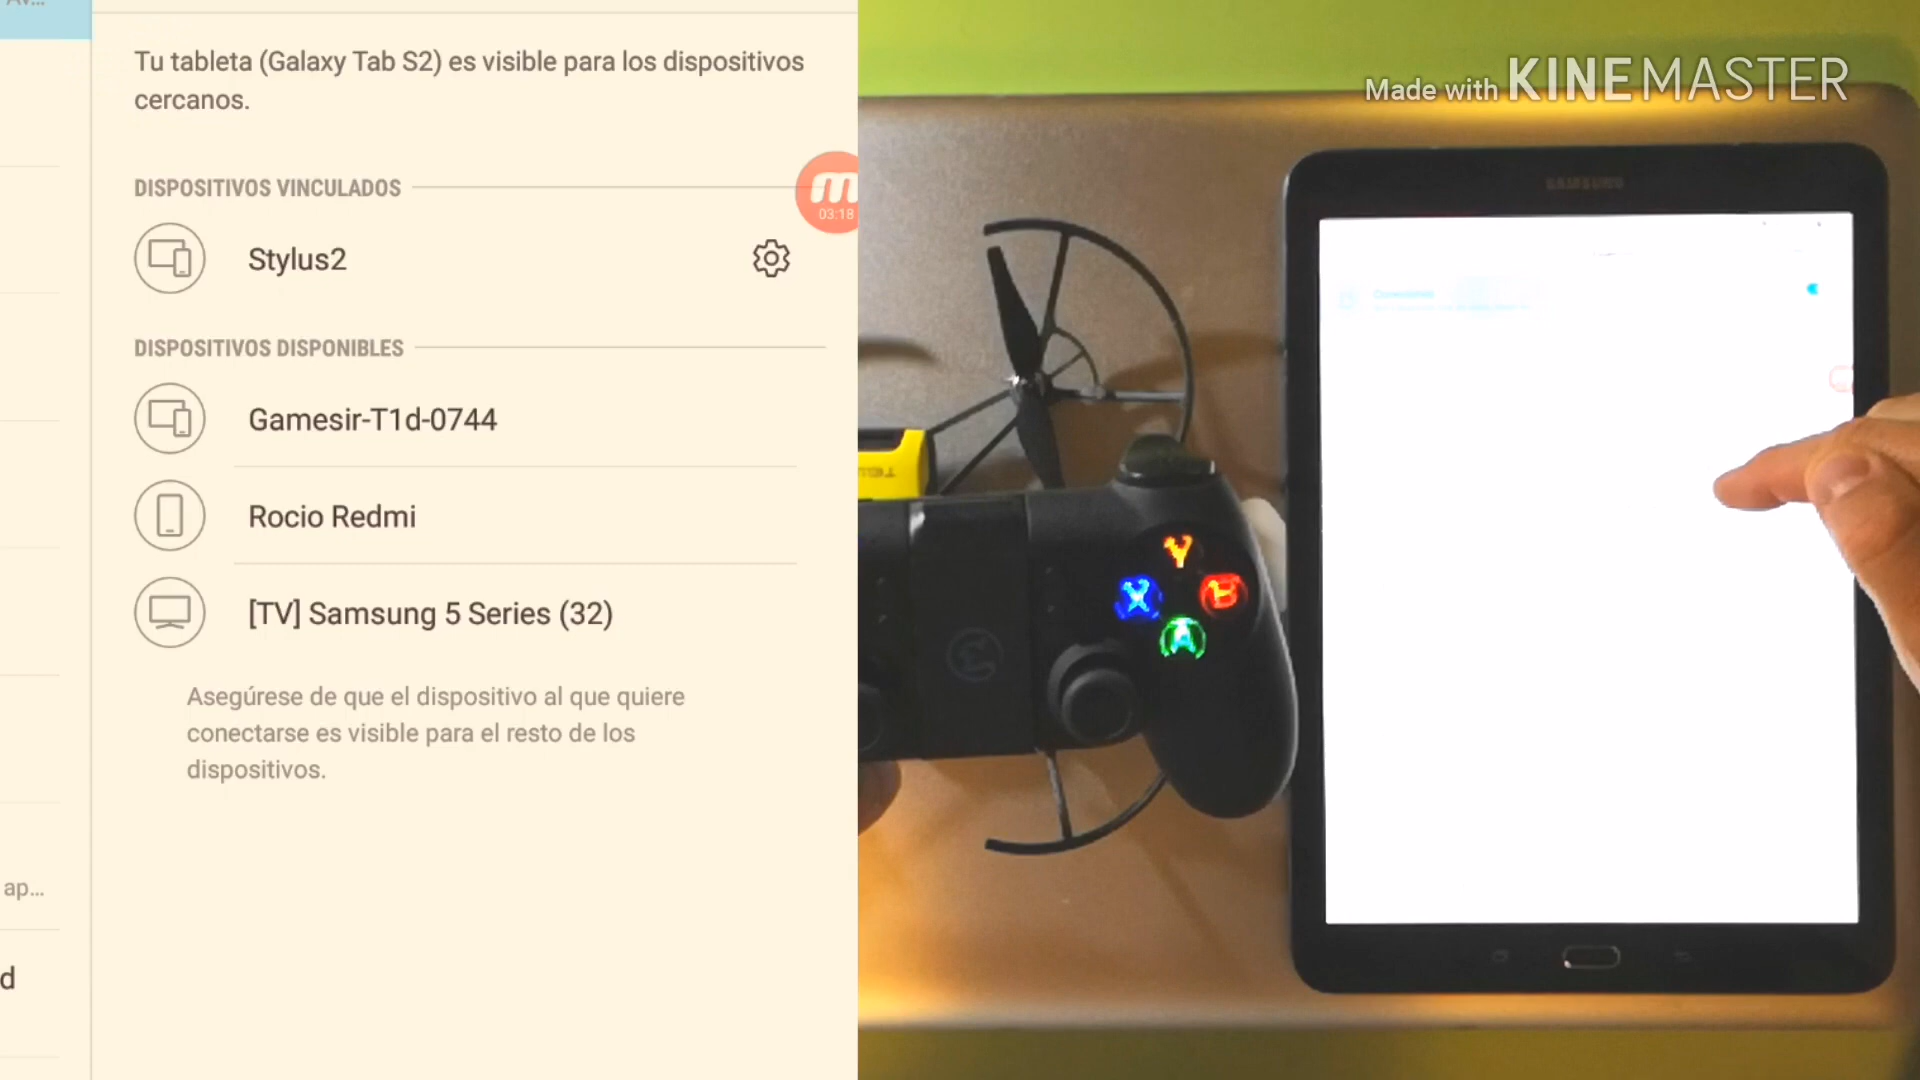 Tu tableta (Galaxy Tab S2) es visible para los dispositivos
cercanos.
DISPOSITIVOS VINCULADOS
03:18
Stylus2
DISPOSITIVOS DISPONIBLES
Gamesir-T1d-0744
Rocio Redmi
[TV] Samsung 5 Series (32)
Asegúrese de que el dispositivo al que quiere
conectarse es visible para el resto de los
dispositivos.
ap...
d
Made with KINEMASTER
SAMSUNG
TELLO
Y
X B
A